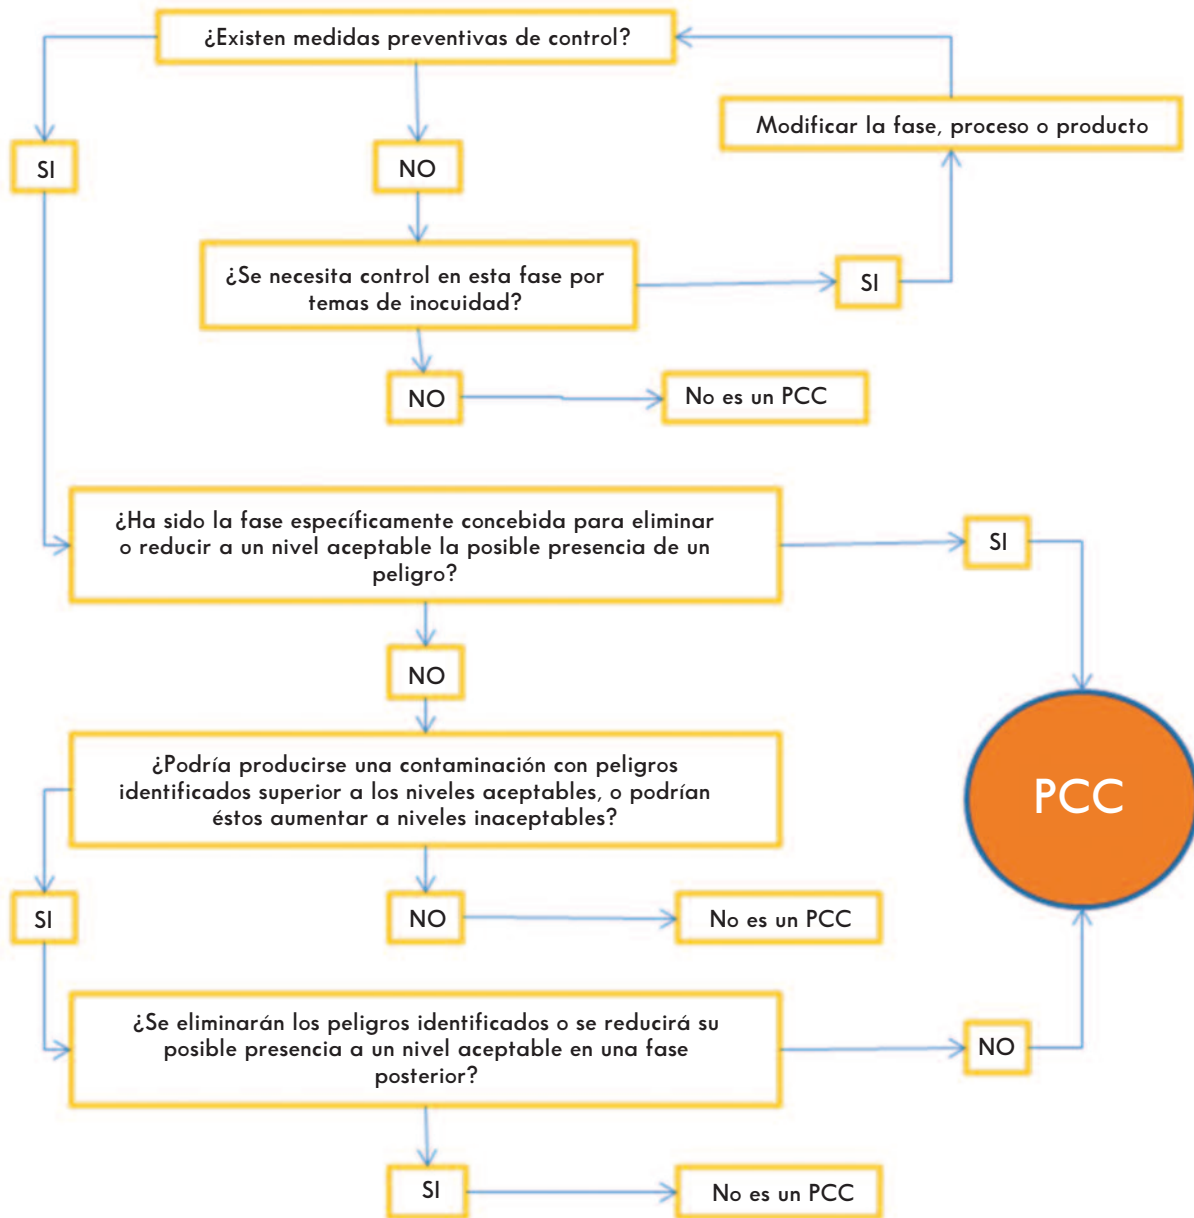 ¿Existen medidas preventivas de control?
Modificar la fase, proceso o producto
SI
NO
¿Se necesita control en esta fase por
temas de inocuidad?
SI
NO
No es un PCC
¿Ha sido la fase específicamente concebida para eliminar
o reducir a un nivel aceptable la posible presencia de un
peligro?
SI
NO
¿Podría producirse una contaminación con peligros
identificados superior a los niveles aceptables, o podrían
éstos aumentar a niveles inaceptables?
PCC
SI
NO
No es un PCC
¿Se eliminarán los peligros identificados o se reducirá su
posible presencia a un nivel aceptable en una fase
posterior?
NO
SI
No es un PCC